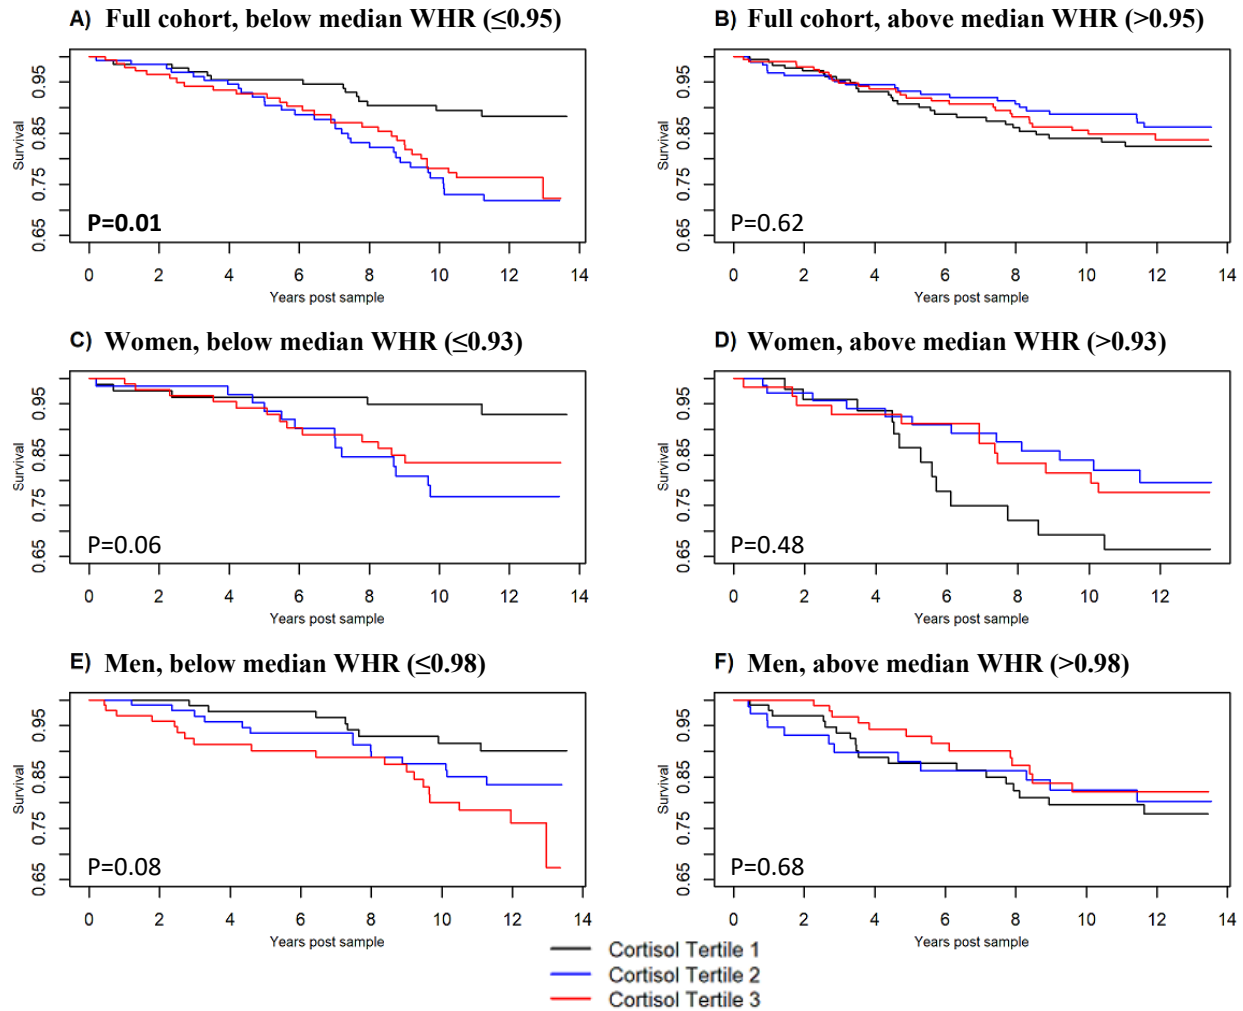 A) Full cohort, below median WHR (≤0.95)
Survival
0.95
0.85
0.75
0.65
P=0.01
0 2 4 6 8 10 12 14
Years post sample
B) Full cohort, above median WHR (>0.95)
Survival
0.95
0.85
0.75
0.65
P=0.62
0 2 4 6 8 10 12 14
Years post sample
C) Women, below median WHR (≤0.93)
Survival
0.95
0.85
0.75
0.65
P=0.06
0 2 4 6 8 10 12 14
Years post sample
D) Women, above median WHR (>0.93)
Survival
0.95
0.85
0.75
0.65
P=0.48
0 2 4 6 8 10 12
Years post sample
E) Men, below median WHR (≤0.98)
Survival
0.95
0.85
0.75
0.65
P=0.08
0 2 4 6 8 10 12 14
Years post sample
F) Men, above median WHR (>0.98)
Survival
0.95
0.85
0.75
0.65
P=0.68
0 2 4 6 8 10 12 14
Years post sample
Cortisol Tertile 1
Cortisol Tertile 2
Cortisol Tertile 3